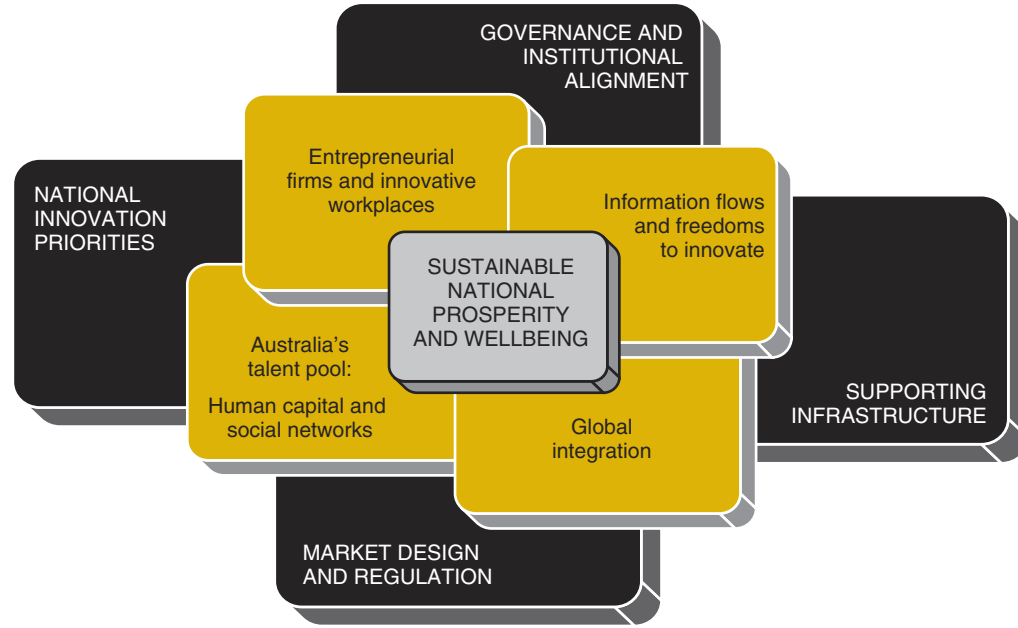 GOVERNANCE AND
INSTITUTIONAL
ALIGNMENT
Entrepreneurial
firms and innovative
workplaces
NATIONAL
INNOVATION
PRIORITIES
Information flows
and freedoms
to innovate
SUSTAINABLE
NATIONAL
PROSPERITY
AND WELLBEING
Australia’s
talent pool:
Human capital and
social networks
SUPPORTING
INFRASTRUCTURE
Global
integration
MARKET DESIGN
AND REGULATION